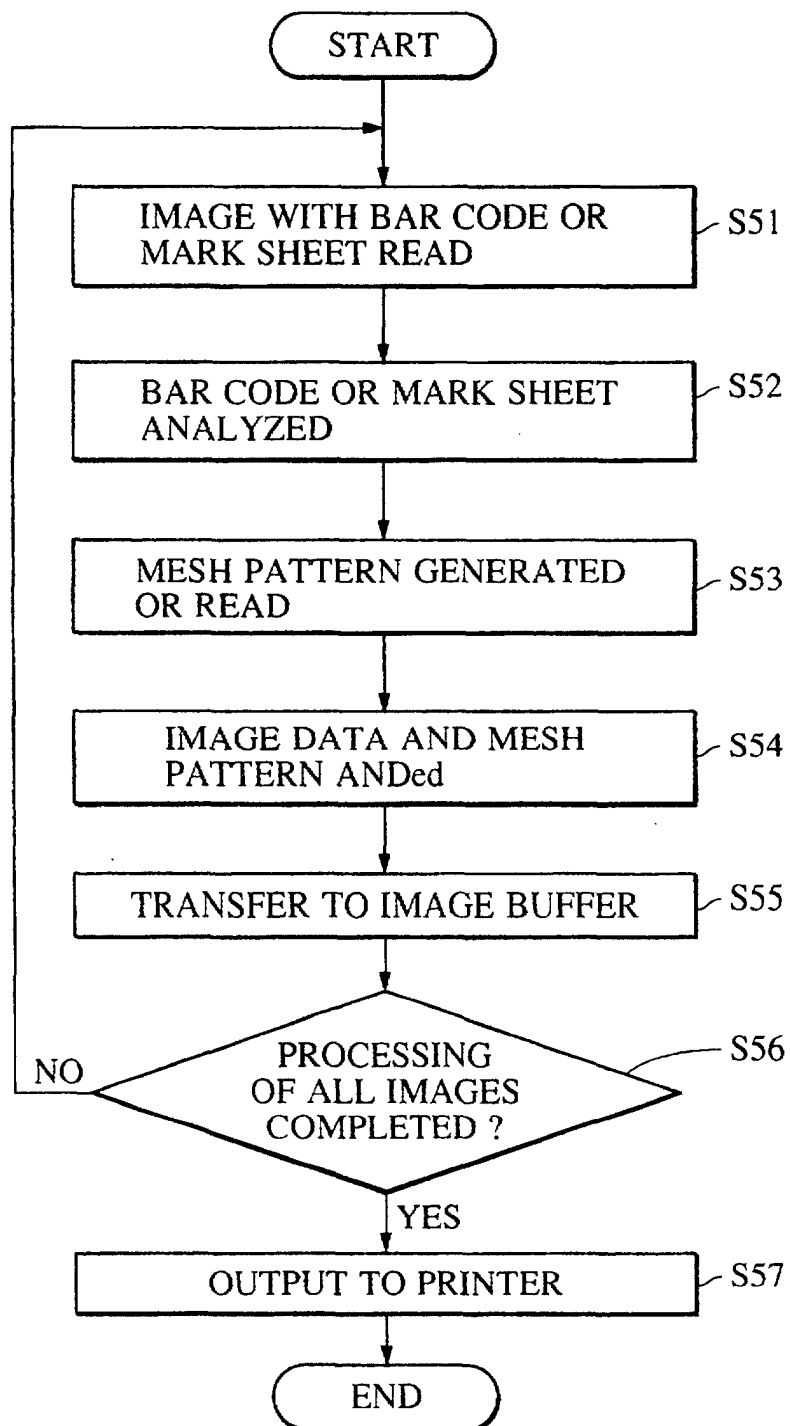 START
IMAGE WITH BAR CODE OR
MARK SHEET READ
S51
BAR CODE OR MARK SHEET
ANALYZED
S52
MESH PATTERN GENERATED
OR READ
S53
IMAGE DATA AND MESH
PATTERN ANDed
S54
TRANSFER TO IMAGE BUFFER
S55
PROCESSING
OF ALL IMAGES
COMPLETED ?
S56
NO
YES
OUTPUT TO PRINTER
S57
END